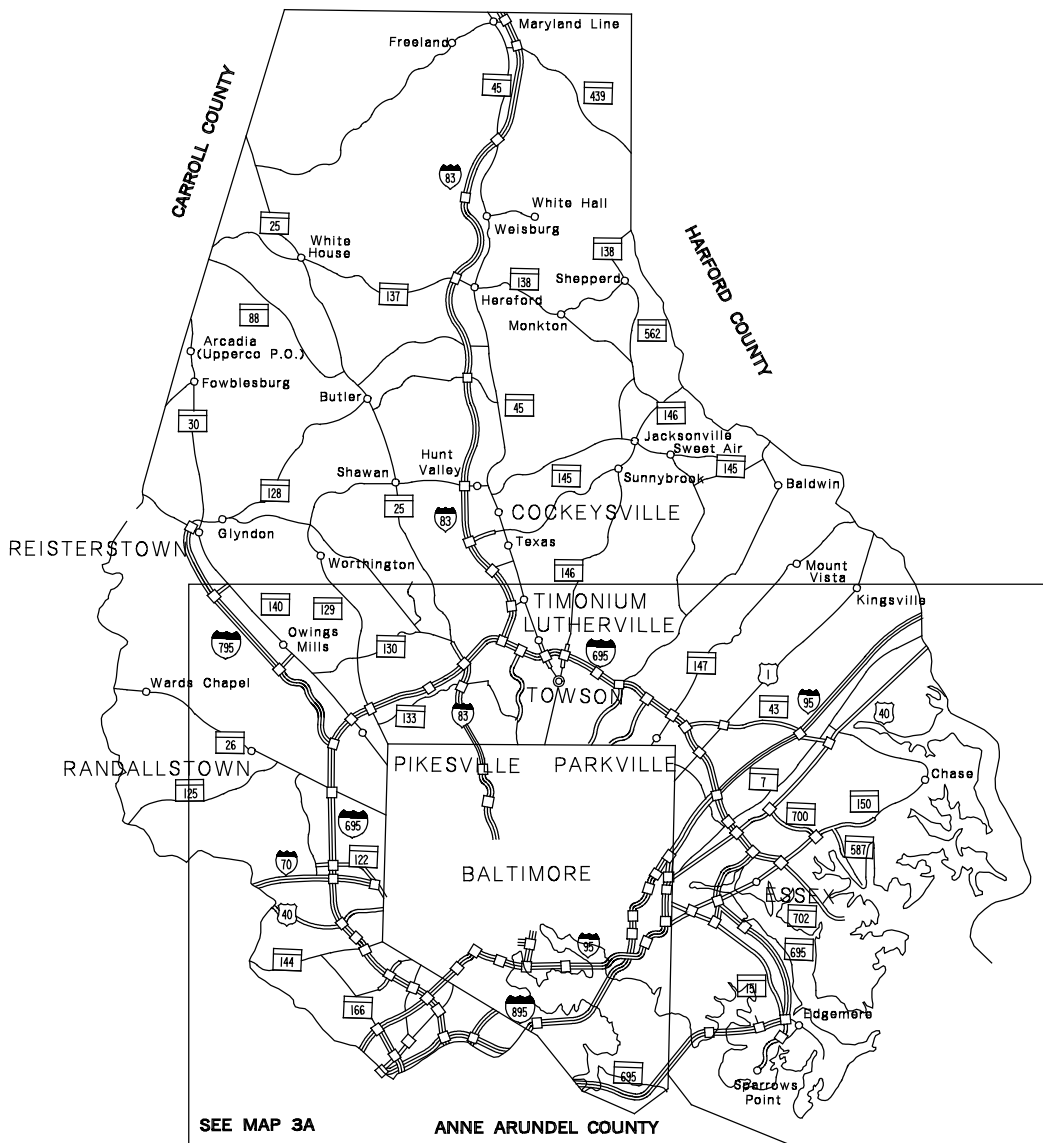 Maryland Line
Freeland
45
439
CARROLL COUNTY
83
White Hall
25
Weisburg
White
House
138
HARFORD COUNTY
Shepperd
138
137
Hereford
88
Monkton
562
Arcadia
(Upperco P.O.)
Fowblesburg
Butler
45
146
30
Jacksonville
Sweet Air
Hunt
Valley
145
145
Shawan
Sunnybrook
Baldwin
128
25
83
COCKEYSVILLE
Glyndon
REISTERSTOWN
Texas
Worthington
146
Mount
Vista
Kingsville
140
129
TIMONIUM
LUTHERVILLE
Owings
Mills
795
130
695
147
1
Wards Chapel
TOWSON
95
133
83
43
40
26
RANDALLSTOWN
PIKESVILLE
PARKVILLE
7
Chase
125
150
700
695
587
70
122
BALTIMORE
ESSEX
40
702
95
695
144
151
166
895
Edgemere
695
Sparrows
Point
SEE MAP 3A
ANNE ARUNDEL COUNTY